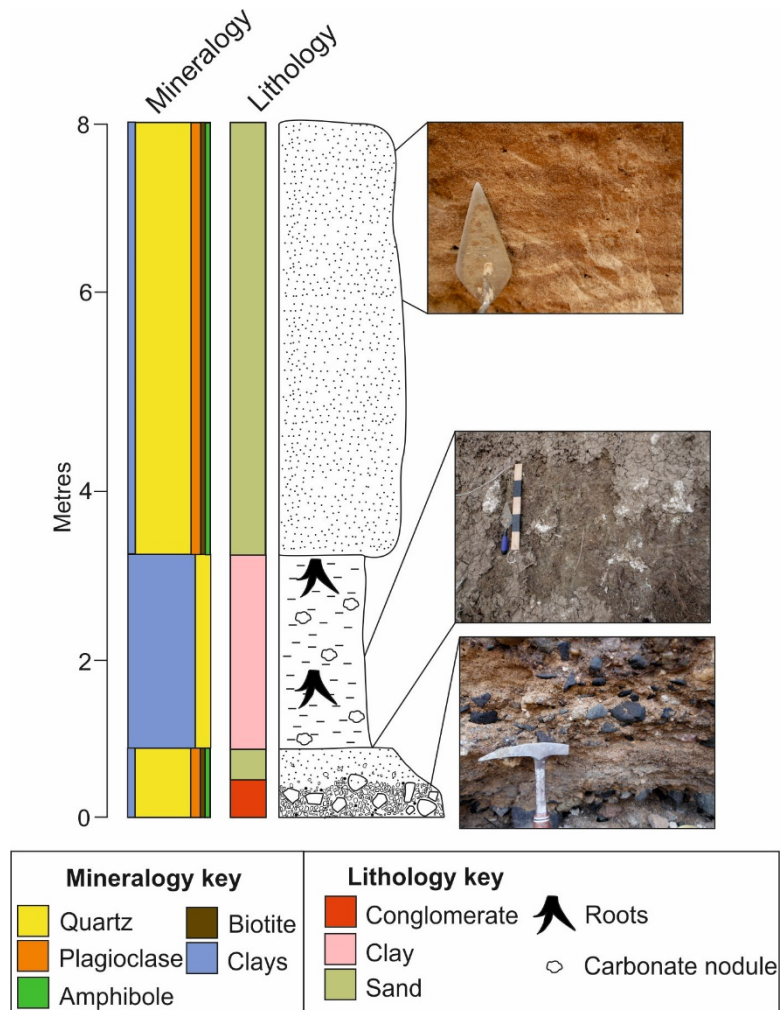 Mineralogy
Lithology
8
6
4
2
0
Metres
Mineralogy key
Quartz
Plagioclase
Amphibole
Biotite
Clays
Lithology key
Conglomerate
Clay
Sand
Roots
Carbonate nodule